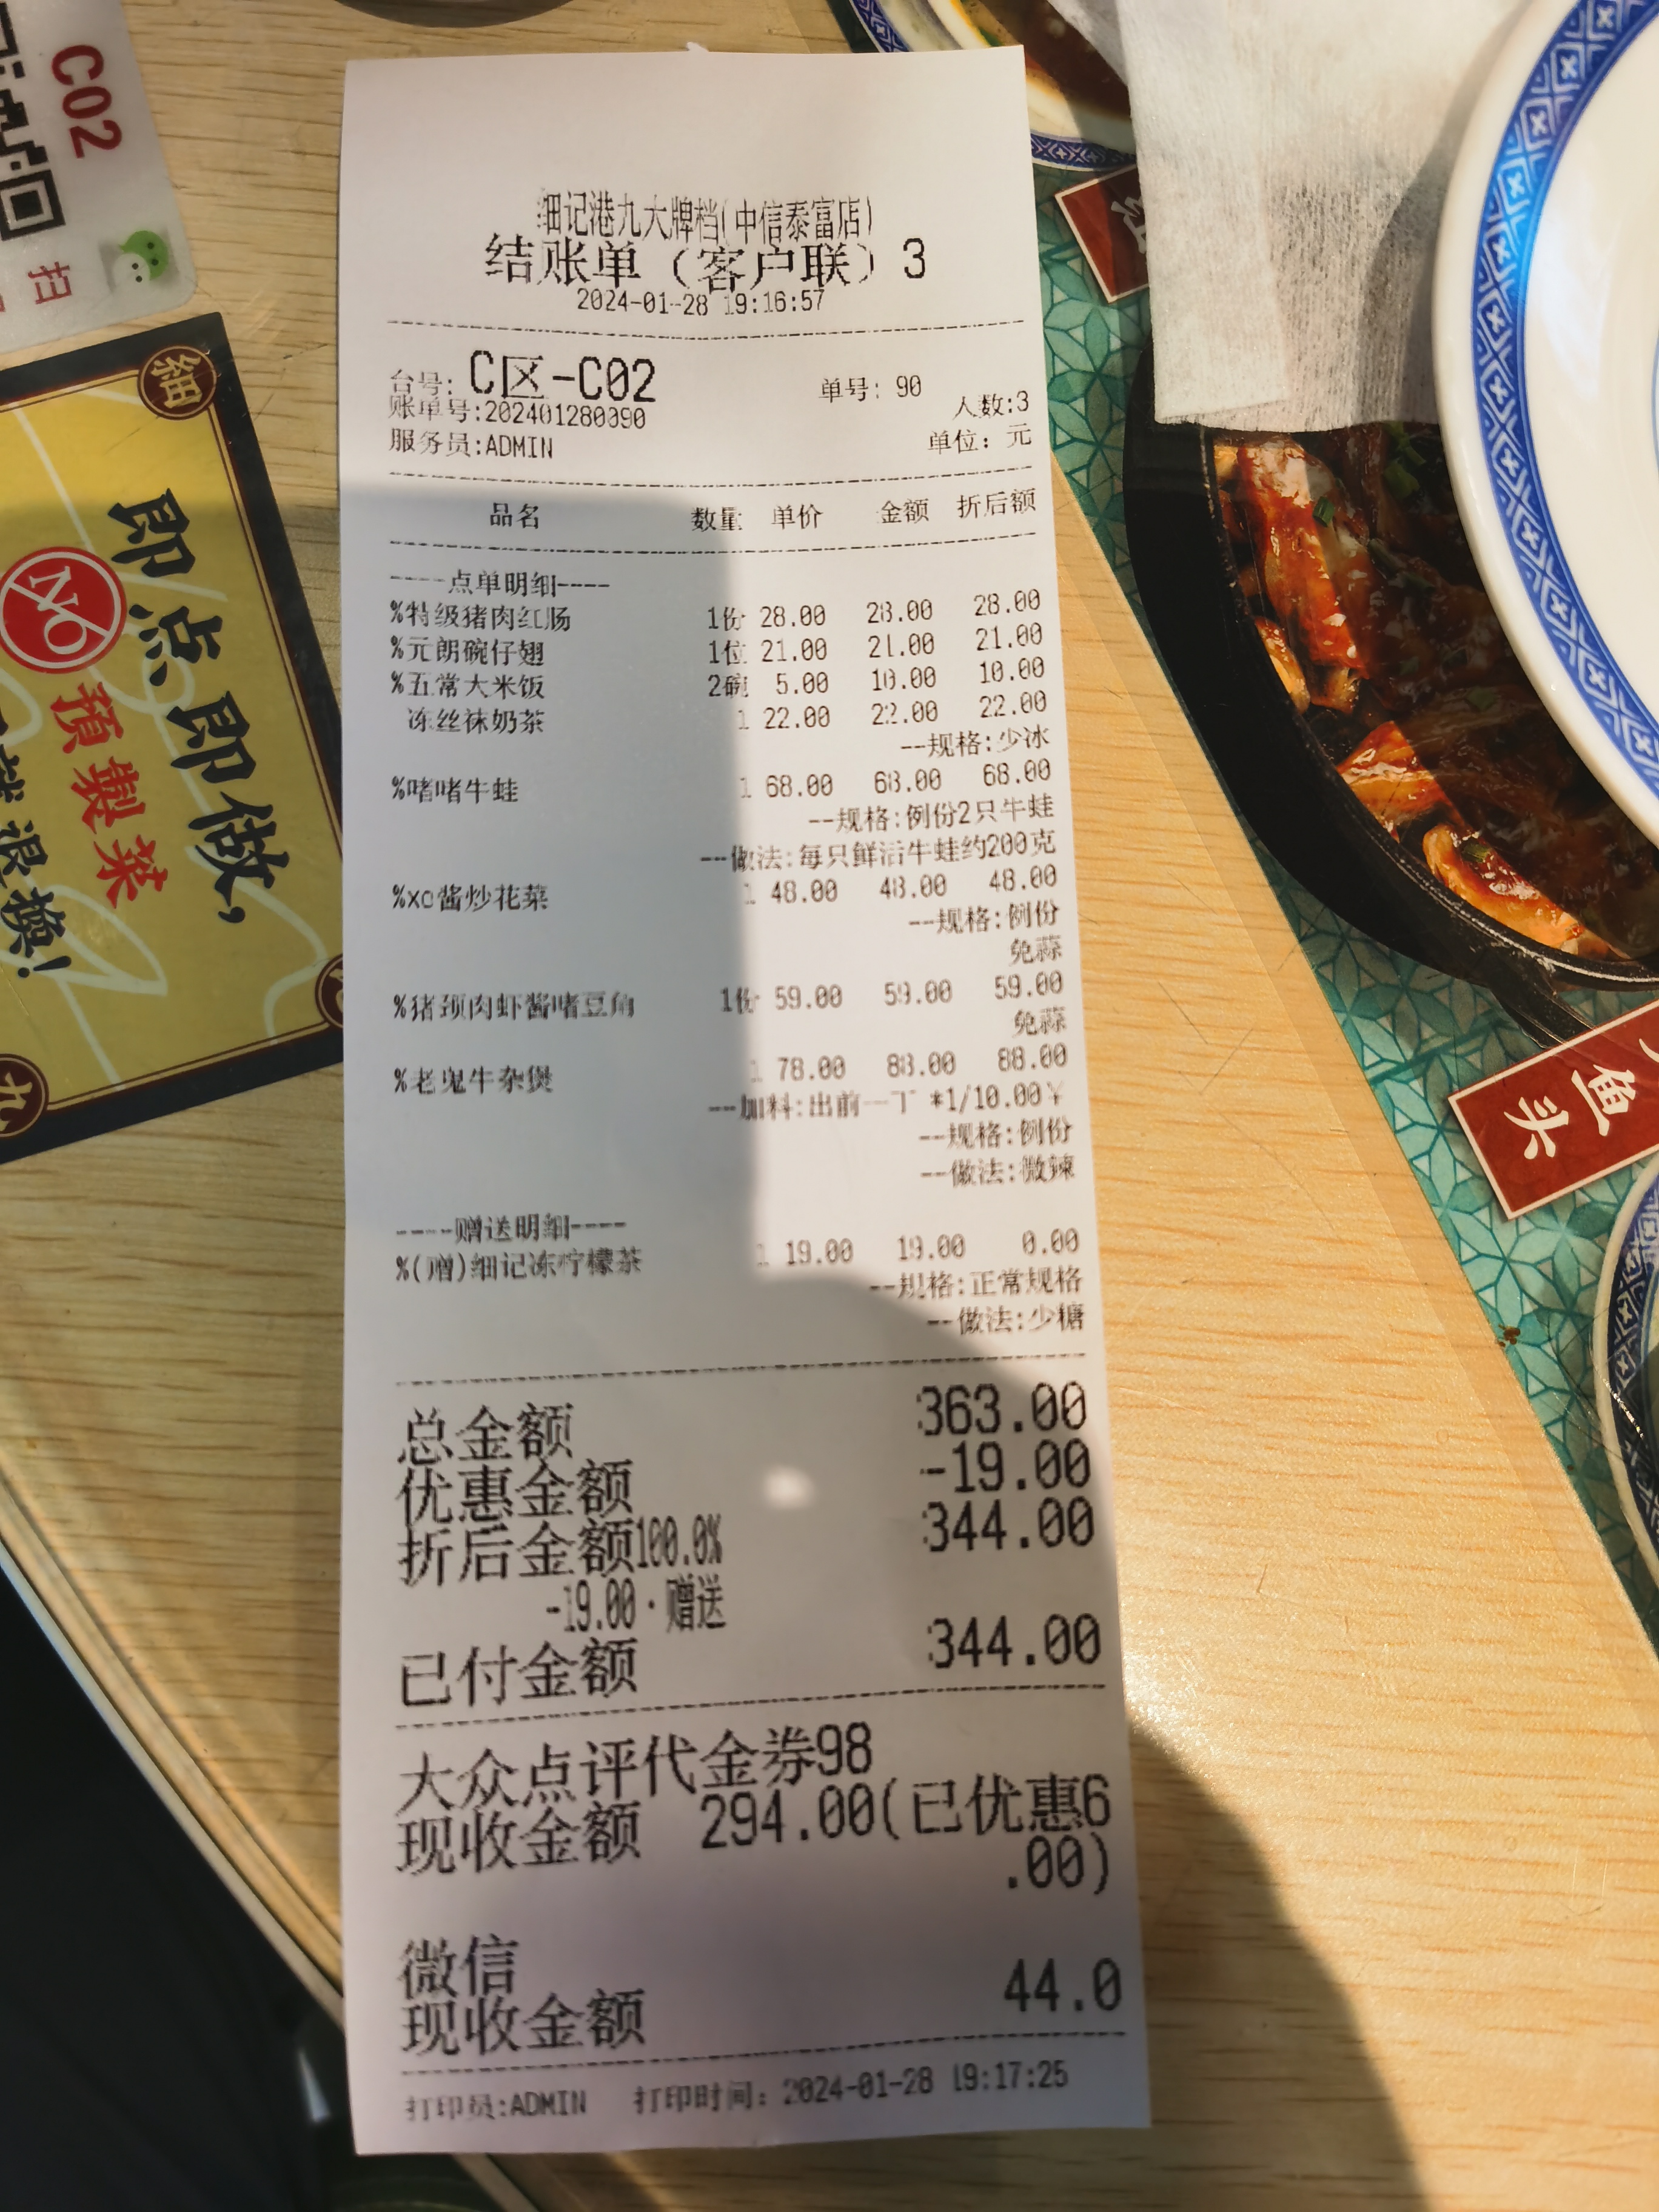 细记港九大牌档(中信泰富店)
结账单（客户联）3
2024-01-28 19:16:57
台号: C区-C02 单号: 90
账单号:202401280090 人数:3
服务员:ADMIN 单位: 元
品名 数量 单价 金额 折后额
----点单明细----
%特级猪肉红肠 1份 28.00 28.00 28.00
%元朗碗仔翅 1位 21.00 21.00 21.00
%五常大米饭 2碗 5.00 10.00 10.00
冻丝袜奶茶 1 22.00 22.00 22.00
--规格:少冰
%啫啫牛蛙 1 68.00 68.00 68.00
--规格:例份2只牛蛙
--做法:每只鲜活牛蛙约200克
%xo酱炒花菜 1 48.00 48.00 48.00
--规格:例份
免蒜
%猪颈肉虾酱啫豆角 1份 59.00 59.00 59.00
免蒜
%老鬼牛杂煲 1 78.00 88.00 88.00
--加料:出前一丁 *1/10.00¥
--规格:例份
--做法:微辣
----赠送明细----
%(赠)细记冻柠檬茶 1 19.00 19.00 0.00
--规格:正常规格
--做法:少糖
总金额 363.00
优惠金额 -19.00
折后金额100.0% 344.00
-19.00·赠送
已付金额 344.00
大众点评代金券98
现收金额 294.00(已优惠6
.00)
微信
现收金额 44.0
打印员:ADMIN 打印时间: 2024-01-28 19:17:25
C02
扫
細
即点即做,
NO
預製菜
九
鱼头